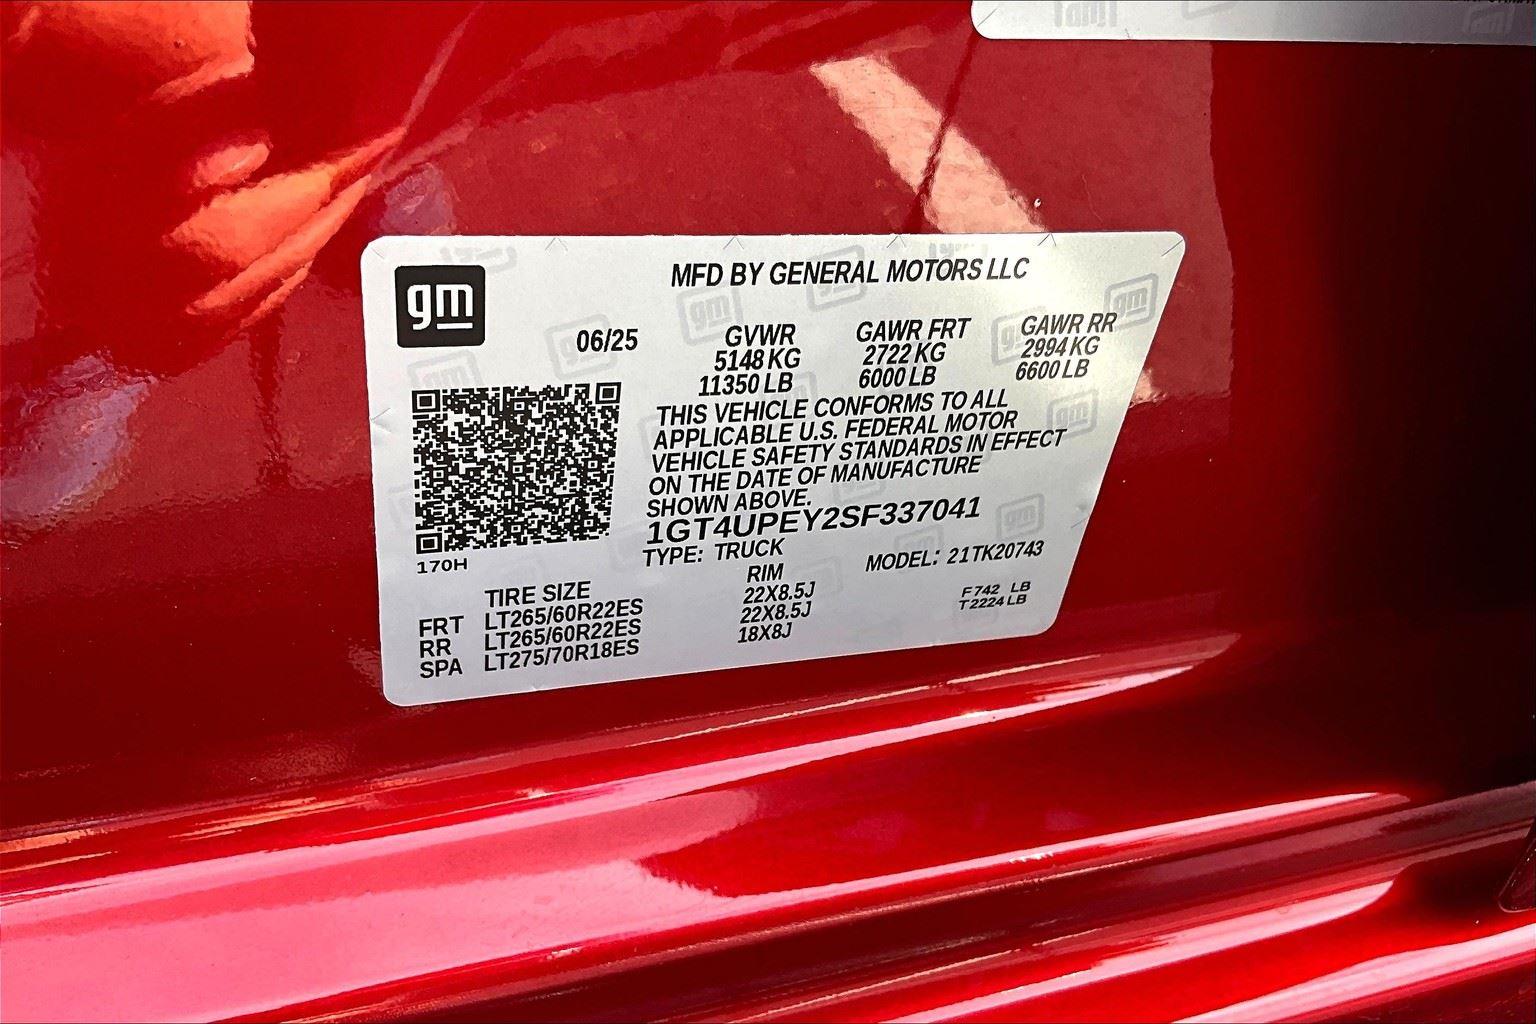 gm
MFD BY GENERAL MOTORS LLC
06/25 GVWR GAWR FRT GAWR RR
5148 KG 2722 KG 2994 KG
11350 LB 6000 LB 6600 LB
THIS VEHICLE CONFORMS TO ALL
APPLICABLE U.S. FEDERAL MOTOR
VEHICLE SAFETY STANDARDS IN EFFECT
ON THE DATE OF MANUFACTURE
SHOWN ABOVE.
1GT4UPEY2SF337041
170H TYPE: TRUCK MODEL: 21TK20743
TIRE SIZE RIM
FRT LT265/60R22ES 22X8.5J F742 LB
RR LT265/60R22ES 22X8.5J T2224 LB
SPA LT275/70R18ES 18X8J